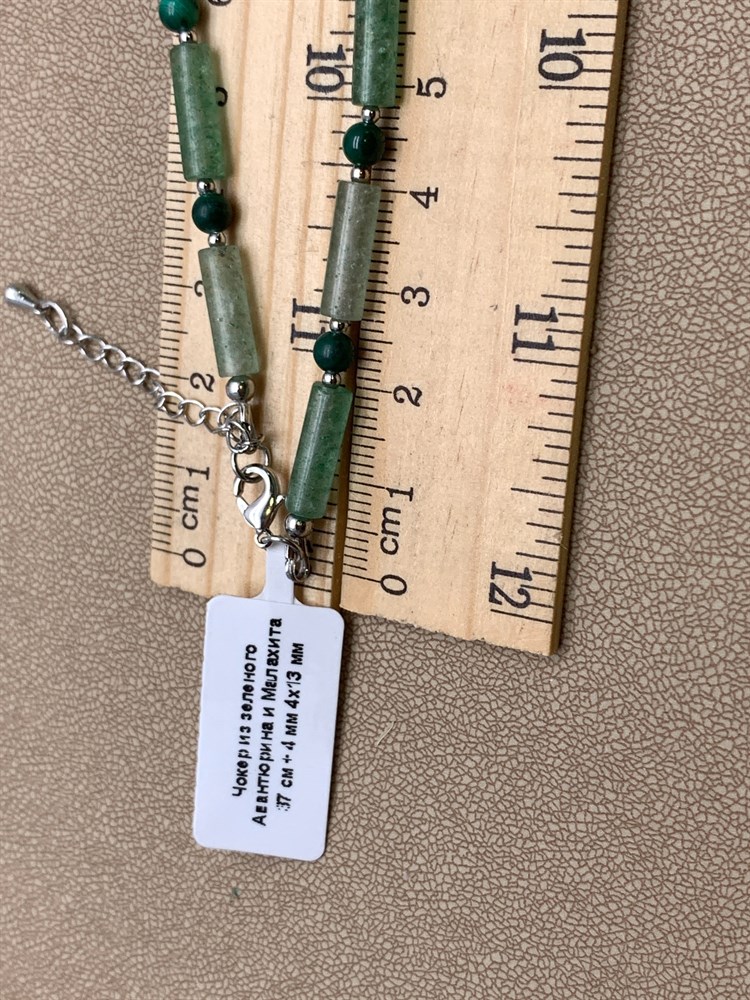 Чокер из зеленого
Авантюрина и Малахита
37 см + 4 мм 4х13 мм
0 cm 1 2 3 4 5
0 cm 1 2
10 11
10 11 12